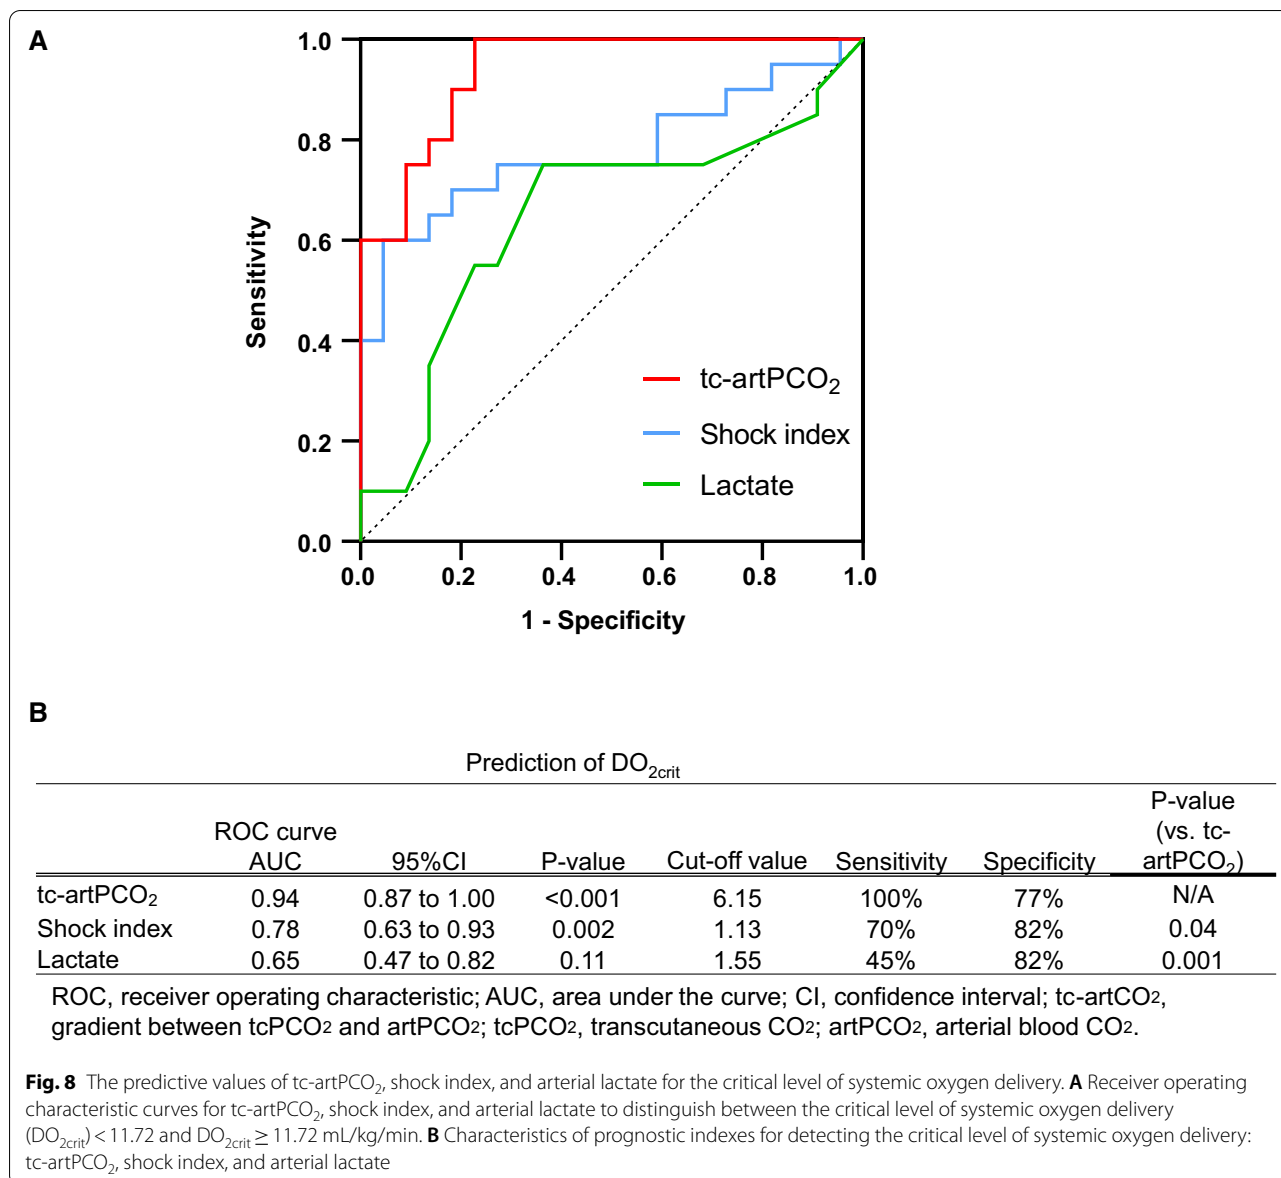 A
1.0
0.8
0.6
0.4
0.2
0.0
Sensitivity
0.0 0.2 0.4 0.6 0.8 1.0
1 - Specificity
tc-artPCO2
Shock index
Lactate
B
Prediction of DO2crit
ROC curve AUC 95%CI P-value Cut-off value Sensitivity Specificity P-value (vs. tc-artPCO2)
tc-artPCO2 0.94 0.87 to 1.00 <0.001 6.15 100% 77% N/A
Shock index 0.78 0.63 to 0.93 0.002 1.13 70% 82% 0.04
Lactate 0.65 0.47 to 0.82 0.11 1.55 45% 82% 0.001
ROC, receiver operating characteristic; AUC, area under the curve; CI, confidence interval; tc-artCO2,
gradient between tcPCO2 and artPCO2; tcPCO2, transcutaneous CO2; artPCO2, arterial blood CO2.
Fig. 8 The predictive values of tc-artPCO2, shock index, and arterial lactate for the critical level of systemic oxygen delivery. A Receiver operating
characteristic curves for tc-artPCO2, shock index, and arterial lactate to distinguish between the critical level of systemic oxygen delivery
(DO2crit) < 11.72 and DO2crit ≥ 11.72 mL/kg/min. B Characteristics of prognostic indexes for detecting the critical level of systemic oxygen delivery:
tc-artPCO2, shock index, and arterial lactate